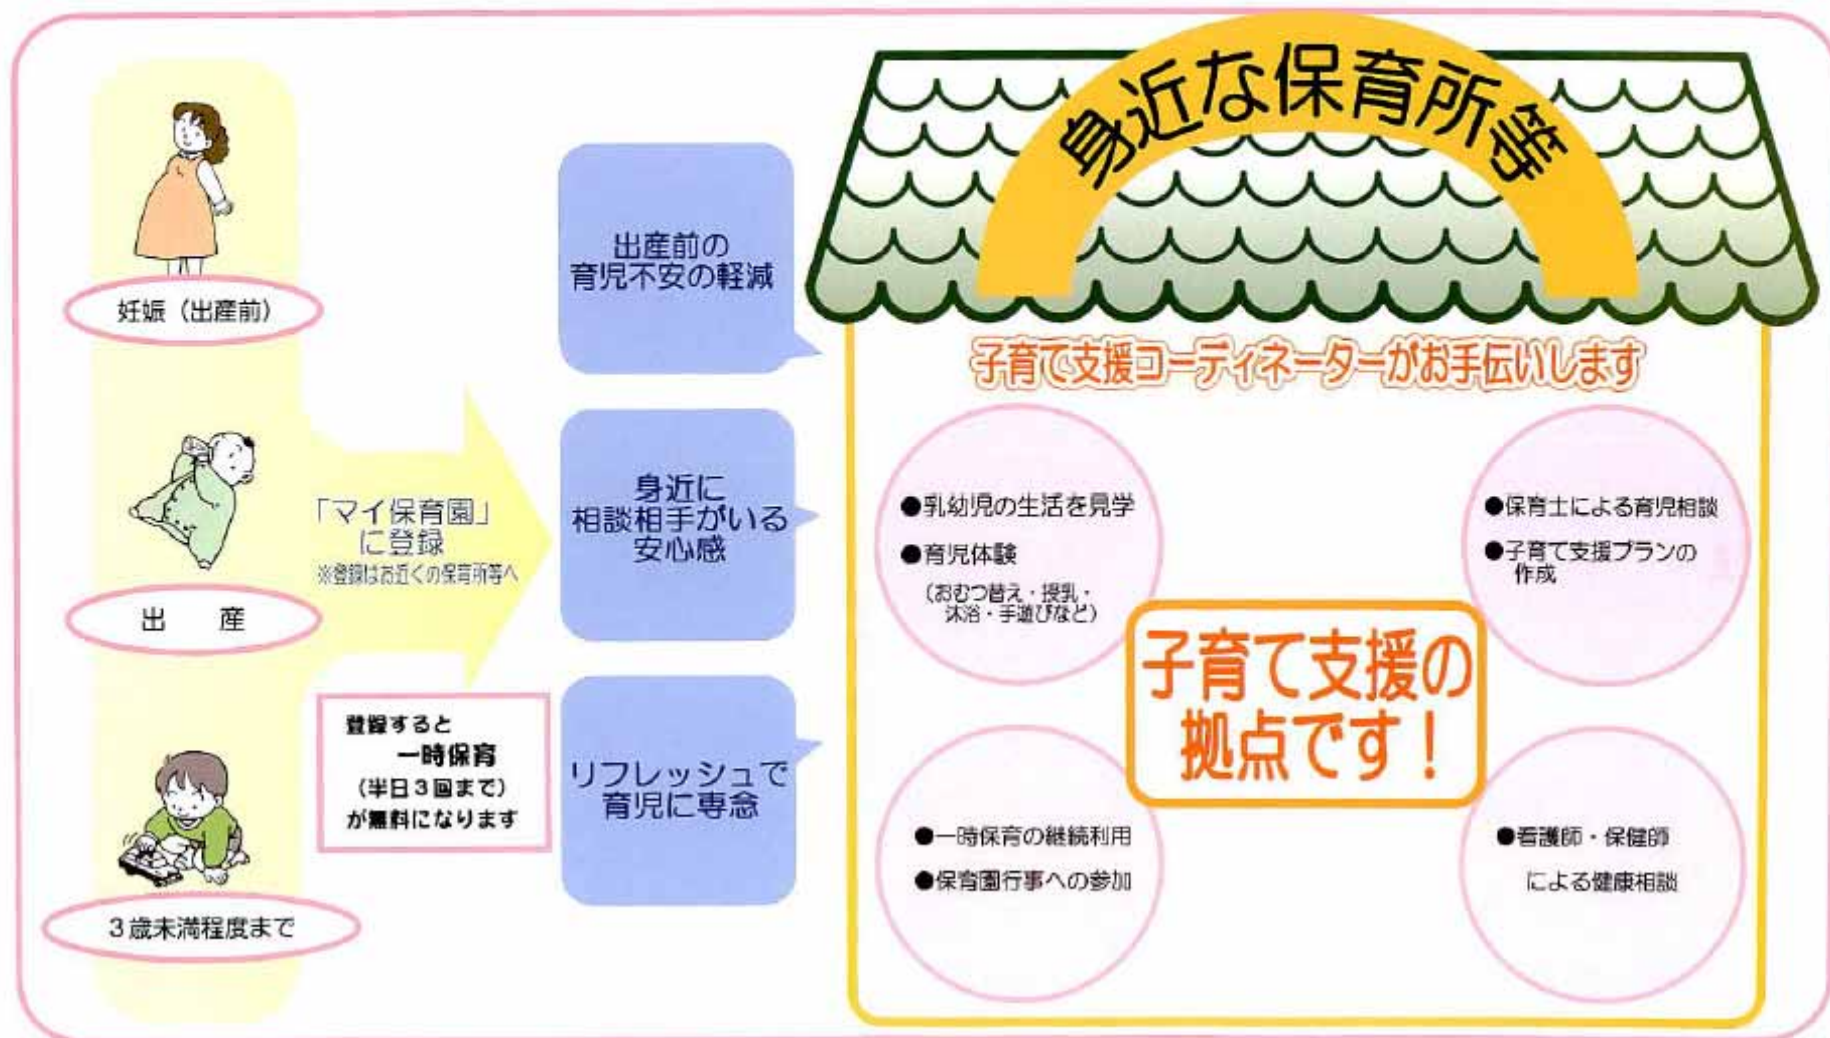 身近な保育所等
妊娠（出産前）
出　産
３歳未満程度まで
「マイ保育園」
に登録
※登録はお近くの保育所等へ
登録すると
一時保育
（半日３回まで）
が無料になります
出産前の
育児不安の軽減
身近に
相談相手がいる
安心感
リフレッシュで
育児に専念
子育て支援コーディネーターがお手伝いします
●乳幼児の生活を見学
●育児体験
（おむつ替え・授乳・
沐浴・手遊びなど）
●保育士による育児相談
●子育て支援プランの
作成
子育て支援の
拠点です！
●一時保育の継続利用
●保育園行事への参加
●看護師・保健師
による健康相談